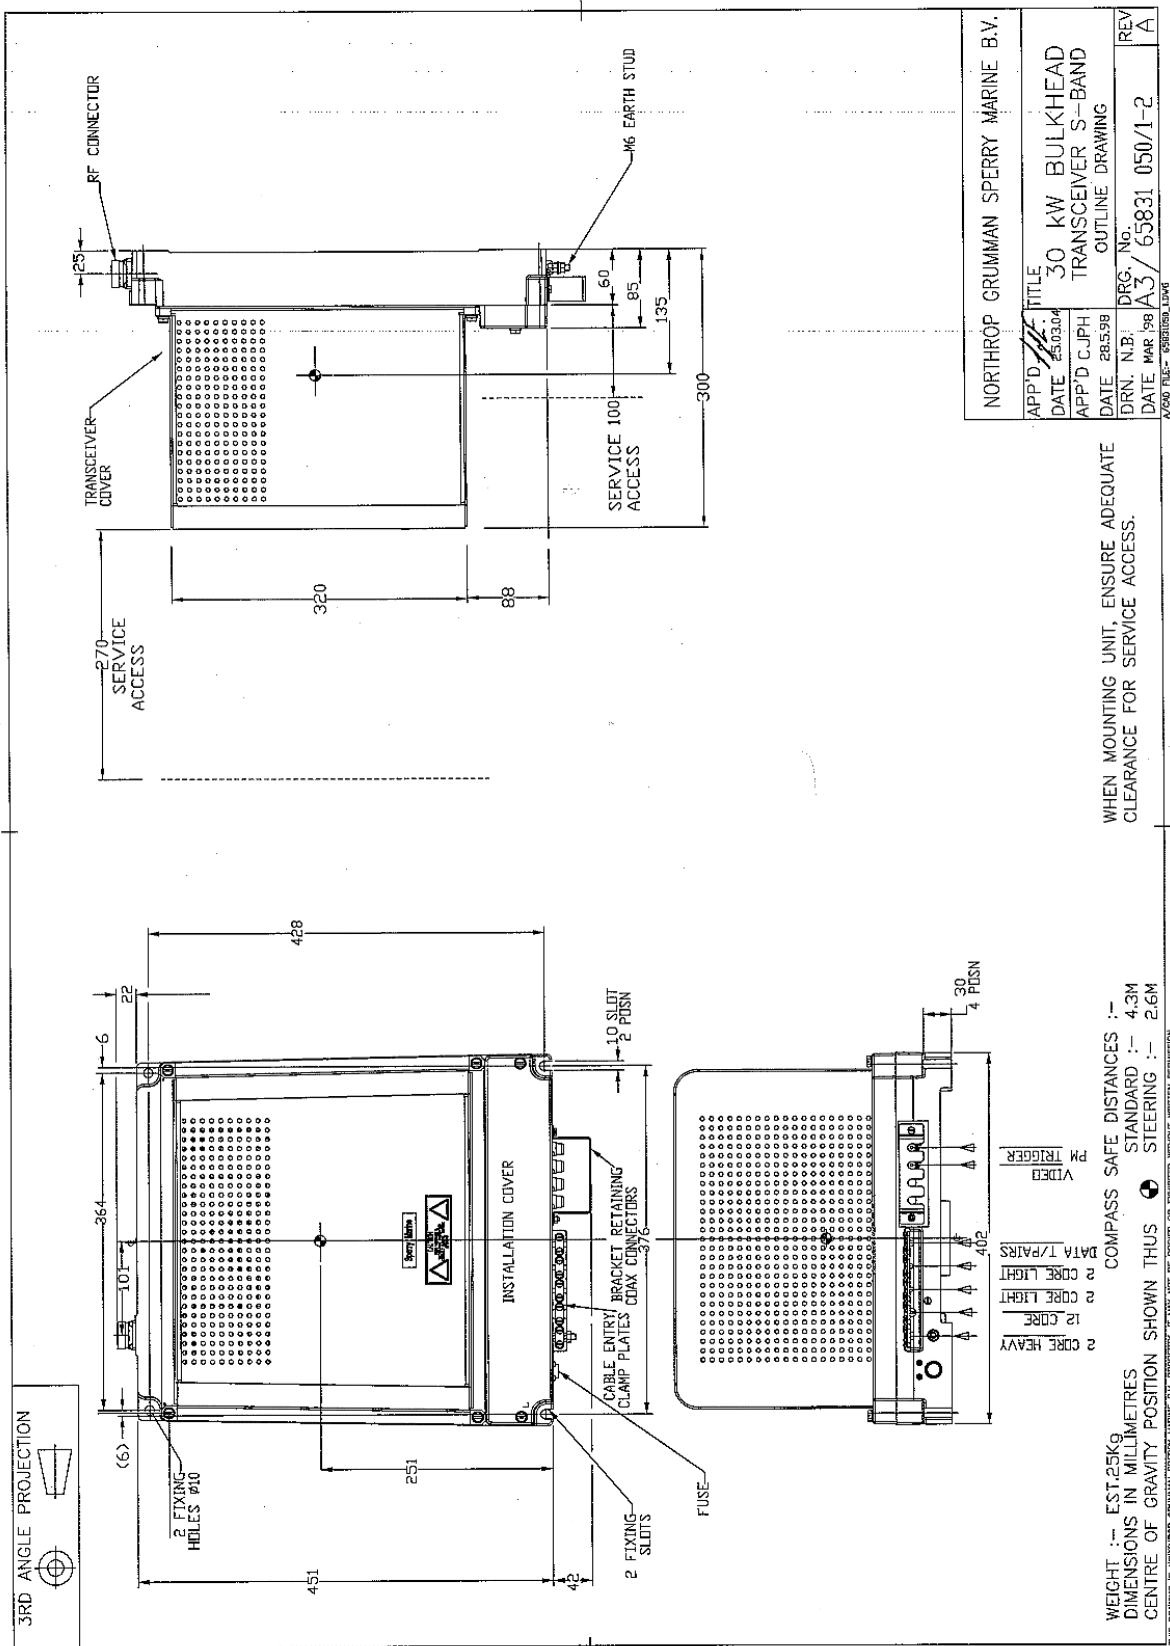 3RD ANGLE PROJECTION
(6)
101
364
6
22
2 FIXING
HOLES ø10
428
451
251
42
Sperry Marine
INSTALLATION COVER
2 FIXING
SLOTS
FUSE
CABLE ENTRY
CLAMP PLATES
BRACKET RETAINING
COAX CONNECTORS
376
10 SLOT
2 POSN
30
4 POSN
402
2 CORE HEAVY
12 CORE
2 CORE LIGHT
2 CORE LIGHT
DATA T/PAIRS
VIDEO
PM TRIGGER
270
SERVICE
ACCESS
TRANSCEIVER
COVER
25
RF CONNECTOR
320
88
SERVICE 100
ACCESS
60
85
135
300
M6 EARTH STUD
WEIGHT :- EST.25Kg
DIMENSIONS IN MILLIMETRES
CENTRE OF GRAVITY POSITION SHOWN THUS
COMPASS SAFE DISTANCES :-
STANDARD :- 4.3M
STEERING :- 2.6M
WHEN MOUNTING UNIT, ENSURE ADEQUATE
CLEARANCE FOR SERVICE ACCESS.
NORTHROP GRUMMAN SPERRY MARINE B.V.
APP'D
DATE 25.03.04
APP'D CJPH
DATE 28.5.98
DRN. N.B.
DATE MAR 98
TITLE
30 kW BULKHEAD
TRANSCEIVER S-BAND
OUTLINE DRAWING
DRG. No.
A3/ 65831 050/1-2
REV
A